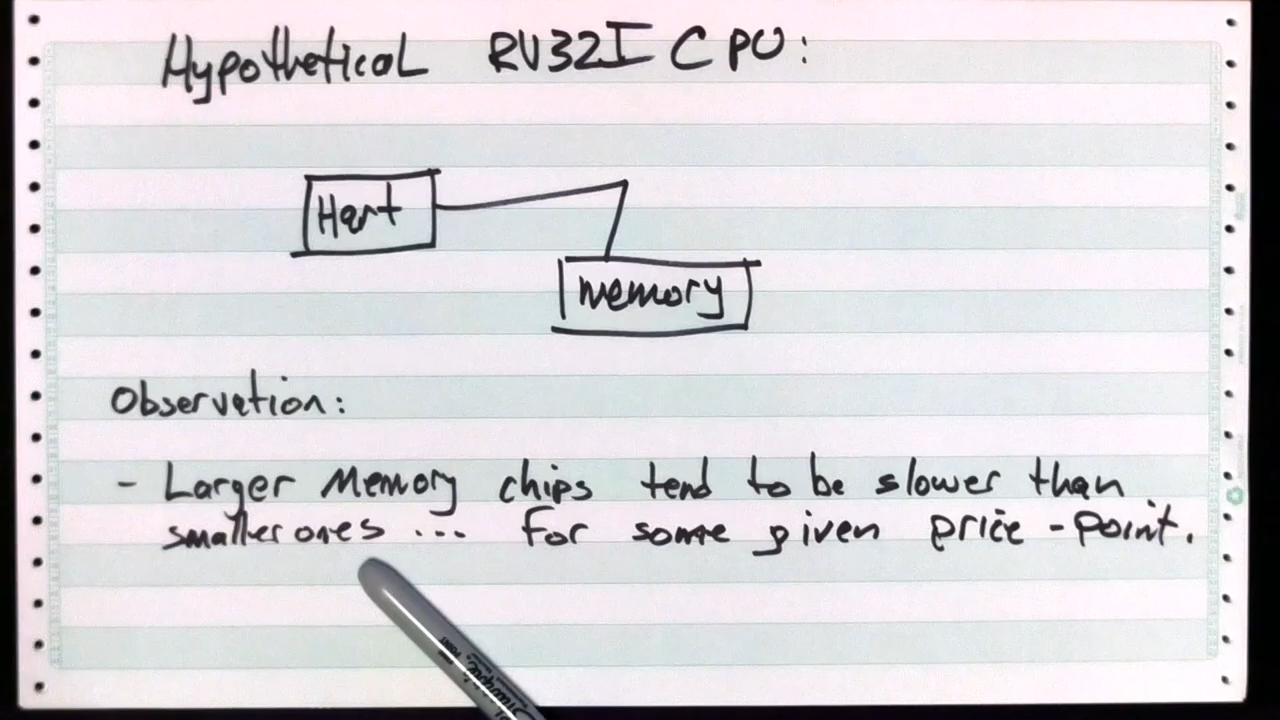 Hypothetical RV32I CPU:
Hart
Memory
Observation:
- Larger Memory chips tend to be slower than
smaller ones ... for some given price-point.
Sharpie